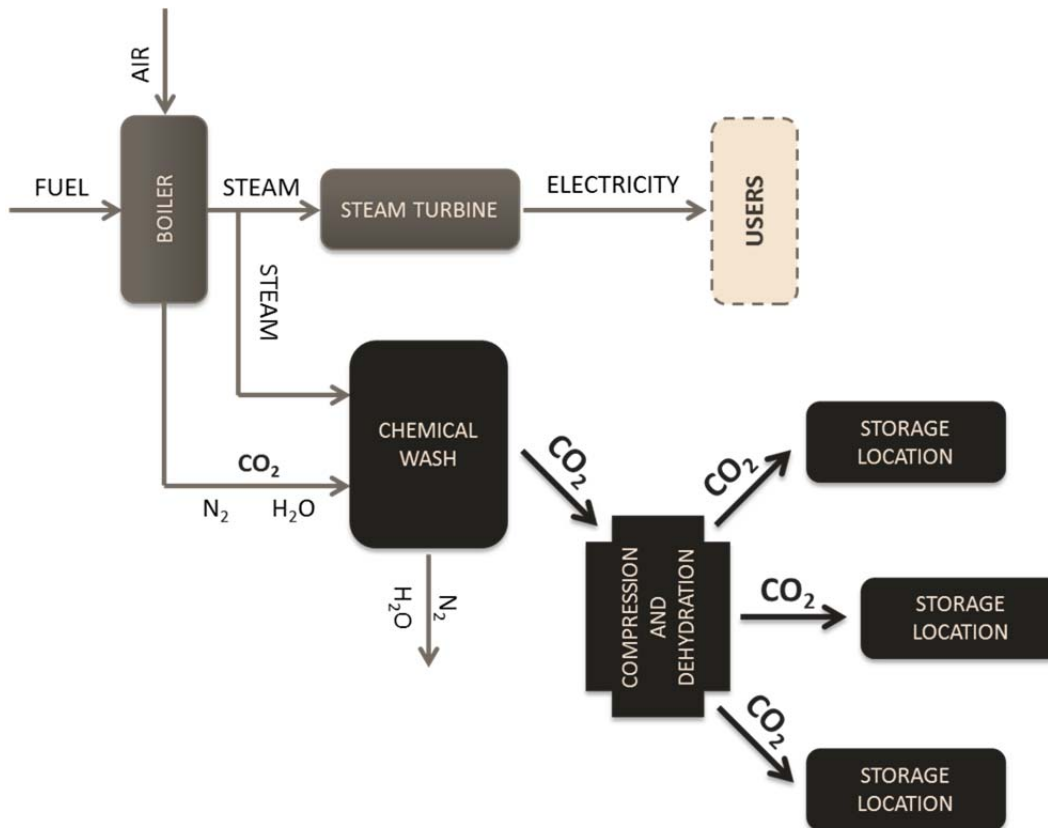 AIR
FUEL
BOILER
STEAM
STEAM TURBINE
ELECTRICITY
USERS
STEAM
CHEMICAL
WASH
CO₂
N₂ H₂O
N₂
H₂O
CO₂
COMPRESSION
AND
DEHYDRATION
CO₂
STORAGE
LOCATION
CO₂
STORAGE
LOCATION
CO₂
STORAGE
LOCATION